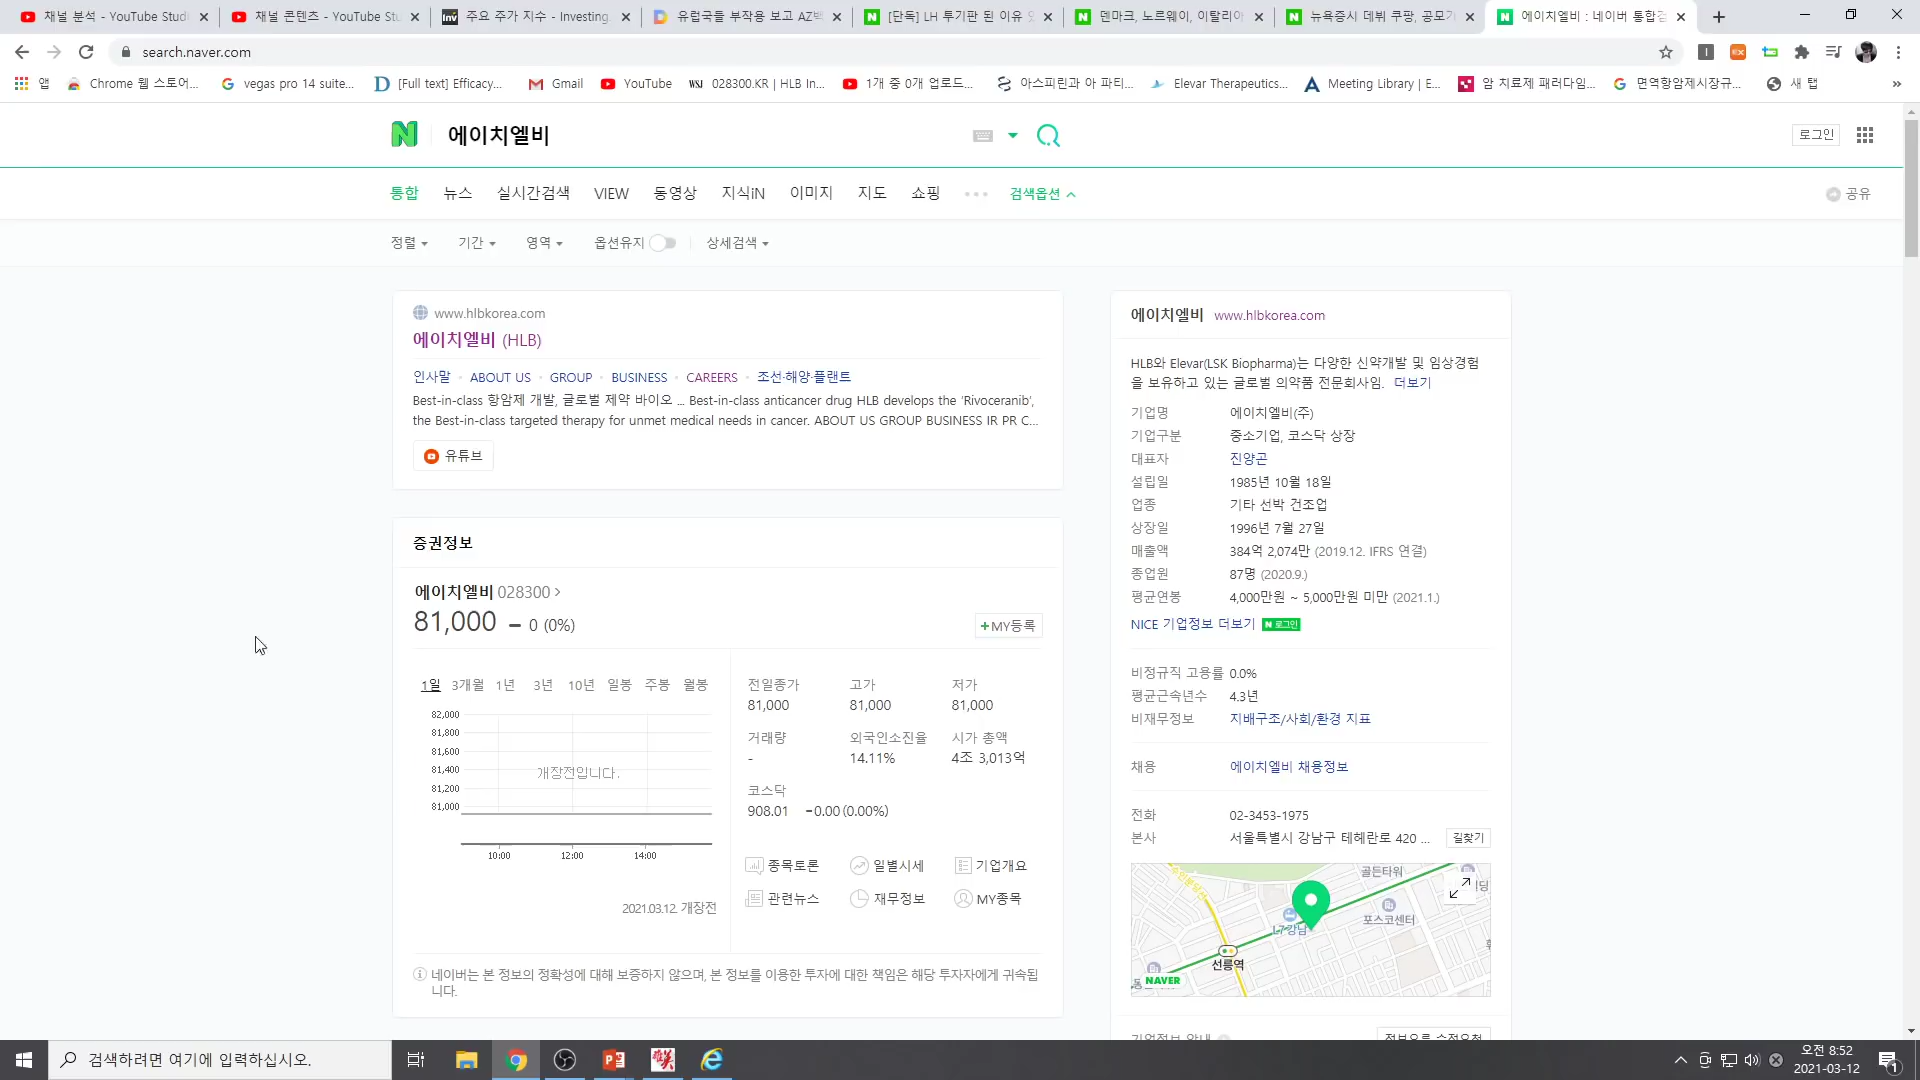 채널 분석 - YouTube Studi
채널 콘텐츠 - YouTube Stu
주요 주가 지수 - Investing.
유럽국들 부작용 보고 AZ백
[단독] LH 투기판 된 이유 있
덴마크, 노르웨이, 이탈리아
뉴욕증시 데뷔 쿠팡, 공모가
에이치엘비 : 네이버 통합검
search.naver.com
앱
Chrome 웹 스토어...
vegas pro 14 suite...
[Full text] Efficacy...
Gmail
YouTube
WSJ 028300.KR | HLB In...
1개 중 0개 업로드...
아스피린과 아 파티...
Elevar Therapeutics...
Meeting Library | E...
암 치료제 패러다임...
면역항암제시장규...
새 탭
에이치엘비
로그인
통합 뉴스 실시간검색 VIEW 동영상 지식iN 이미지 지도 쇼핑 검색옵션
공유
정렬 기간 영역 옵션유지 상세검색
www.hlbkorea.com
에이치엘비 (HLB)
인사말 · ABOUT US · GROUP · BUSINESS · CAREERS · 조선·해양·플랜트
Best-in-class 항암제 개발, 글로벌 제약 바이오 ... Best-in-class anticancer drug HLB develops the 'Rivoceranib',
the Best-in-class targeted therapy for unmet medical needs in cancer. ABOUT US GROUP BUSINESS IR PR C...
유튜브
증권정보
에이치엘비 028300
81,000 – 0 (0%)
+MY등록
1일 3개월 1년 3년 10년 일봉 주봉 월봉
82,000
81,800
81,600
81,400
81,200
81,000
개장전입니다.
10:00 12:00 14:00
2021.03.12. 개장전
전일종가 고가 저가
81,000 81,000 81,000
거래량 외국인소진율 시가 총액
- 14.11% 4조 3,013억
코스닥
908.01 -0.00 (0.00%)
종목토론 일별시세 기업개요
관련뉴스 재무정보 MY종목
네이버는 본 정보의 정확성에 대해 보증하지 않으며, 본 정보를 이용한 투자에 대한 책임은 해당 투자자에게 귀속됩
니다.
에이치엘비 www.hlbkorea.com
HLB와 Elevar(LSK Biopharma)는 다양한 신약개발 및 임상경험
을 보유하고 있는 글로벌 의약품 전문회사임. 더보기
기업명 에이치엘비(주)
기업구분 중소기업, 코스닥 상장
대표자 진양곤
설립일 1985년 10월 18일
업종 기타 선박 건조업
상장일 1996년 7월 27일
매출액 384억 2,074만 (2019.12. IFRS 연결)
종업원 87명 (2020.9.)
평균연봉 4,000만원 ~ 5,000만원 미만 (2021.1.)
NICE 기업정보 더보기 N 로그인
비정규직 고용률 0.0%
평균근속년수 4.3년
비재무정보 지배구조/사회/환경 지표
채용 에이치엘비 채용정보
전화 02-3453-1975
본사 서울특별시 강남구 테헤란로 420 ... 길찾기
골든타워
포스코센터
L7강남
선릉역
NAVER
기업정보 안내
정보오류 수정요청
검색하려면 여기에 입력하십시오.
오전 8:52
2021-03-12